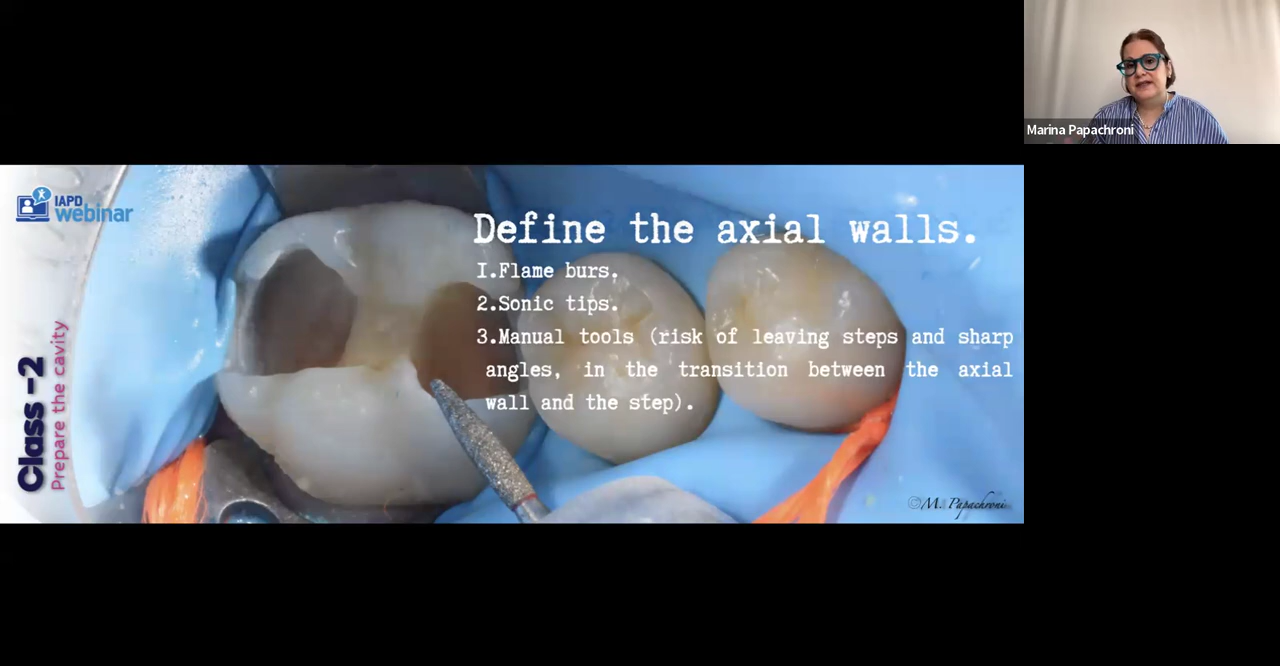 Marina Papachroni
IAPD
webinar
Define the axial walls.
1.Flame burs.
2.Sonic tips.
3.Manual tools (risk of leaving steps and sharp
angles, in the transition between the axial
wall and the step).
Class -2
Prepare the cavity
©M. Papachroni